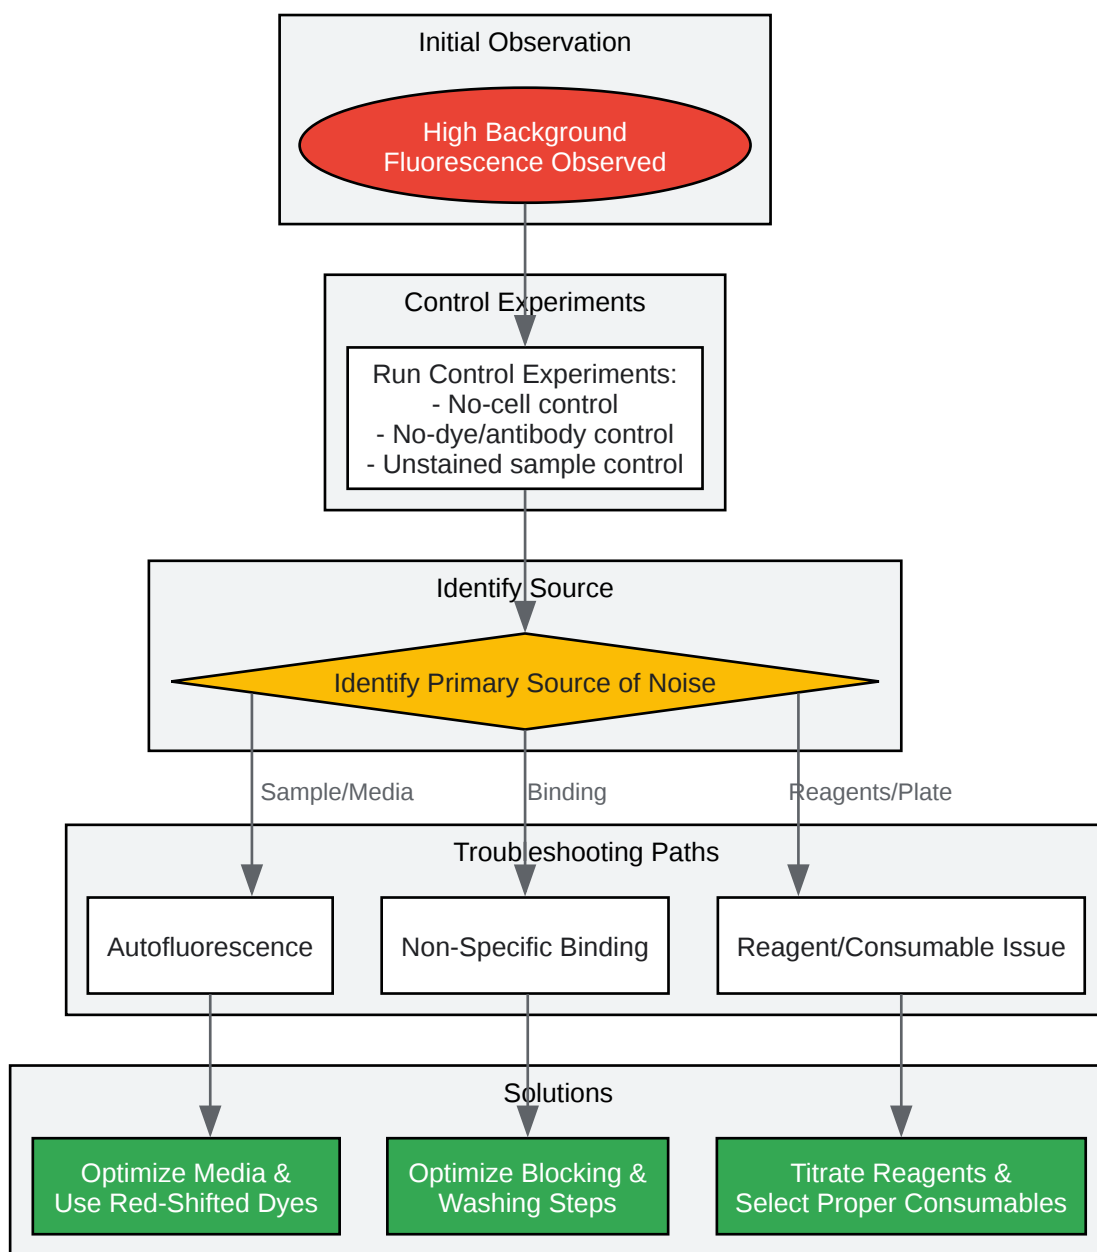 Initial Observation
High Background
Fluorescence Observed
Control Experiments
Run Control Experiments:
- No-cell control
- No-dye/antibody control
- Unstained sample control
Identify Source
Identify Primary Source of Noise
Sample/Media
Binding
Reagents/Plate
Troubleshooting Paths
Autofluorescence
Non-Specific Binding
Reagent/Consumable Issue
Solutions
Optimize Media &
Use Red-Shifted Dyes
Optimize Blocking &
Washing Steps
Titrate Reagents &
Select Proper Consumables